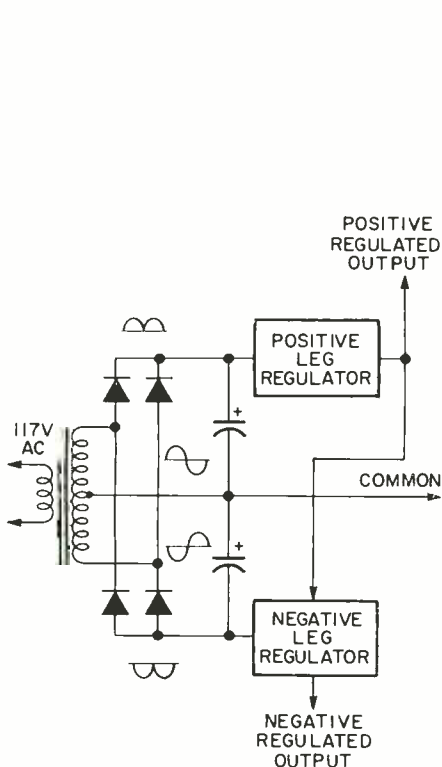 POSITIVE
REGULATED
OUTPUT
POSITIVE
LEG
REGULATOR
117V
AC
+
COMMON
+
NEGATIVE
LEG
REGULATOR
NEGATIVE
REGULATED
OUTPUT